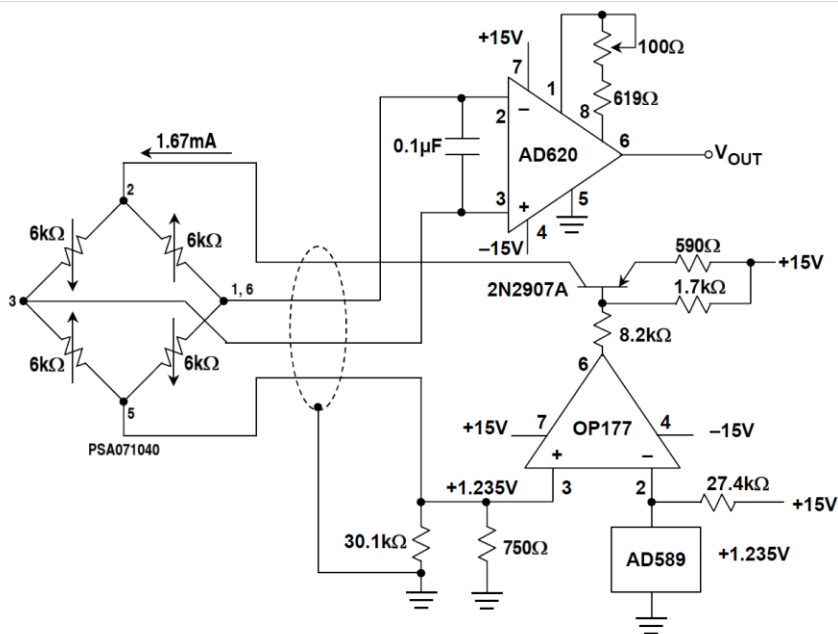 +15V
100Ω
7
1
619Ω
8
2
–
6
0.1µF
AD620
VOUT
1.67mA
3
+
5
–15V
4
2
6kΩ
6kΩ
590Ω
+15V
2N2907A
1.7kΩ
3
1, 6
8.2kΩ
6kΩ
6kΩ
6
5
+15V
7
OP177
4
–15V
PSA071040
+
–
27.4kΩ
+1.235V
3
2
+15V
30.1kΩ
750Ω
AD589
+1.235V